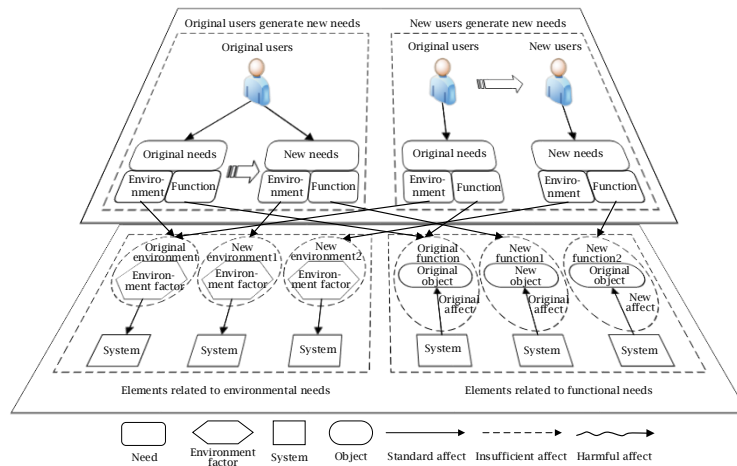 Original users generate new needs
New users generate new needs
Original users
Original users
New users
Original needs
New needs
Original needs
New needs
Enviro-
nment
Function
Enviro-
nment
Function
Enviro-
nment
Function
Enviro-
nment
Function
Original
environment
Environ-
ment factor
New
environment1
Environ-
ment factor
New
environment2
Environ-
ment factor
Original
function
Original
object
Original
affect
New
function1
New
object
Original
affect
New
function2
Original
object
New
affect
System
System
System
System
System
System
Elements related to environmental needs
Elements related to functional needs
Need
Environment
factor
System
Object
Standard affect
Insufficient affect
Harmful affect